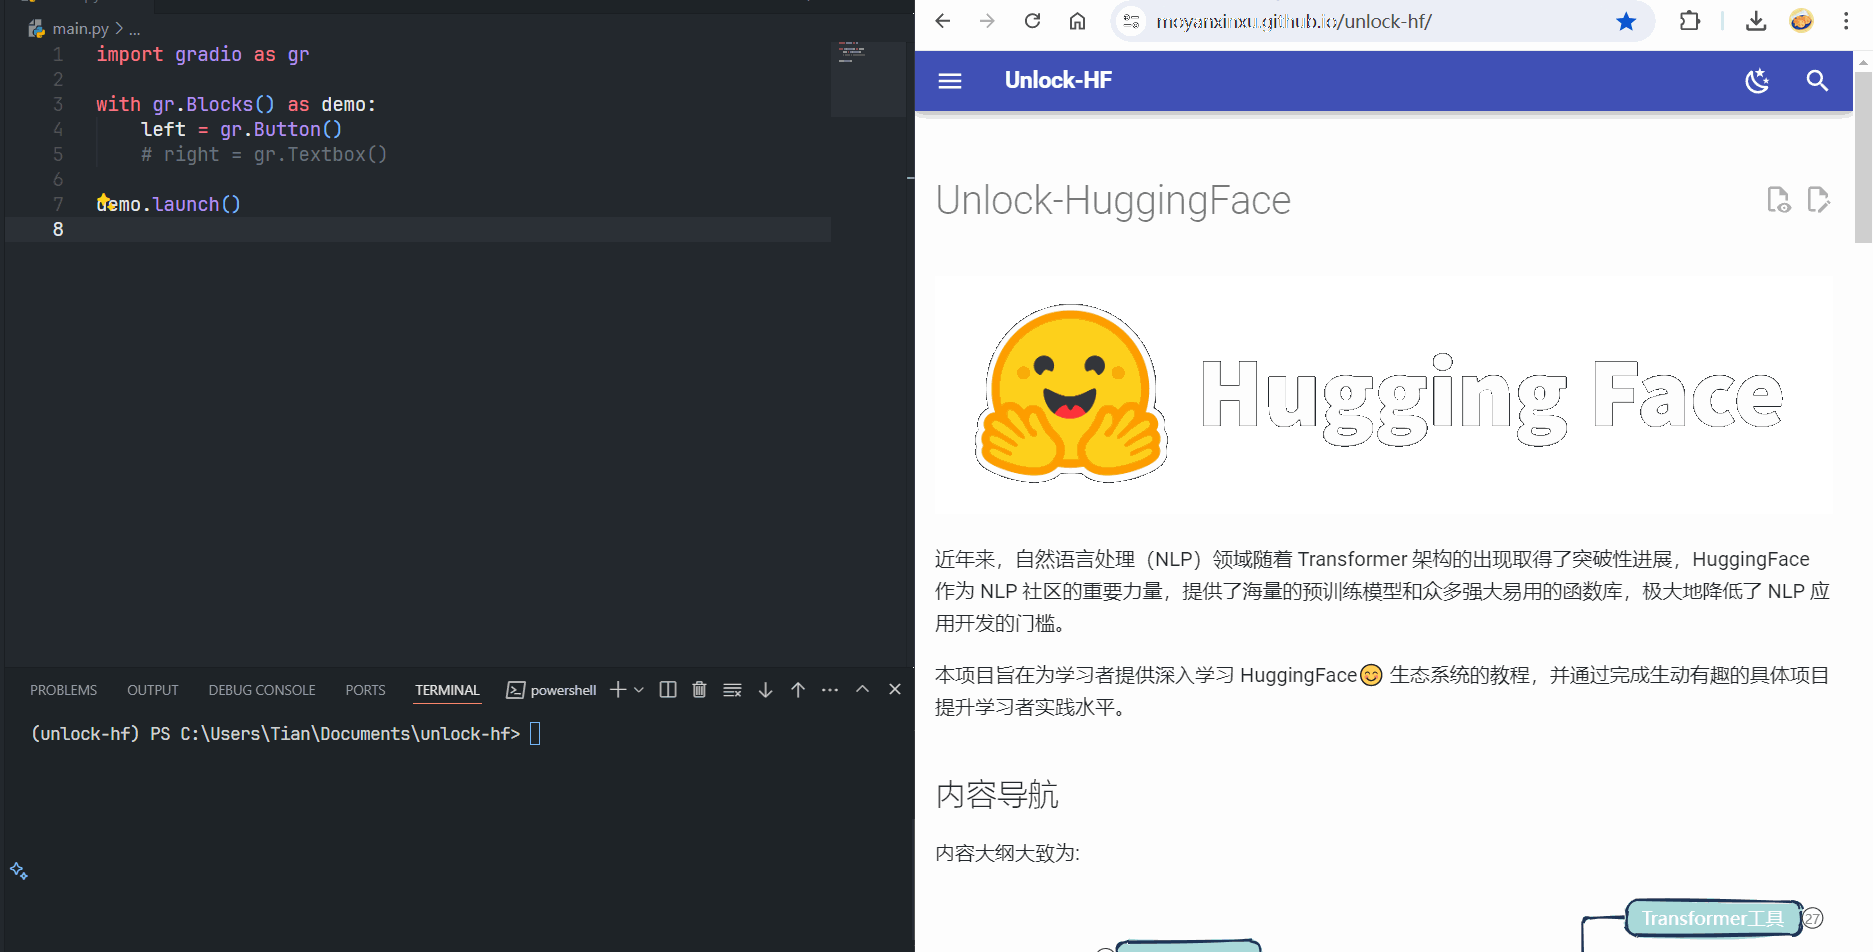 main.py > ...
1 import gradio as gr
2
3 with gr.Blocks() as demo:
4 left = gr.Button()
5 # right = gr.Textbox()
6
7 demo.launch()
8
PROBLEMS OUTPUT DEBUG CONSOLE PORTS TERMINAL powershell
(unlock-hf) PS C:\Users\Tian\Documents\unlock-hf>
moyanxinxu.github.io/unlock-hf/
Unlock-HF
Unlock-HuggingFace
Hugging Face
近年来，自然语言处理（NLP）领域随着 Transformer 架构的出现取得了突破性进展，HuggingFace
作为 NLP 社区的重要力量，提供了海量的预训练模型和众多强大易用的函数库，极大地降低了 NLP 应
用开发的门槛。
本项目旨在为学习者提供深入学习 HuggingFace😊 生态系统的教程，并通过完成生动有趣的具体项目
提升学习者实践水平。
内容导航
内容大纲大致为:
Transformer工具 27